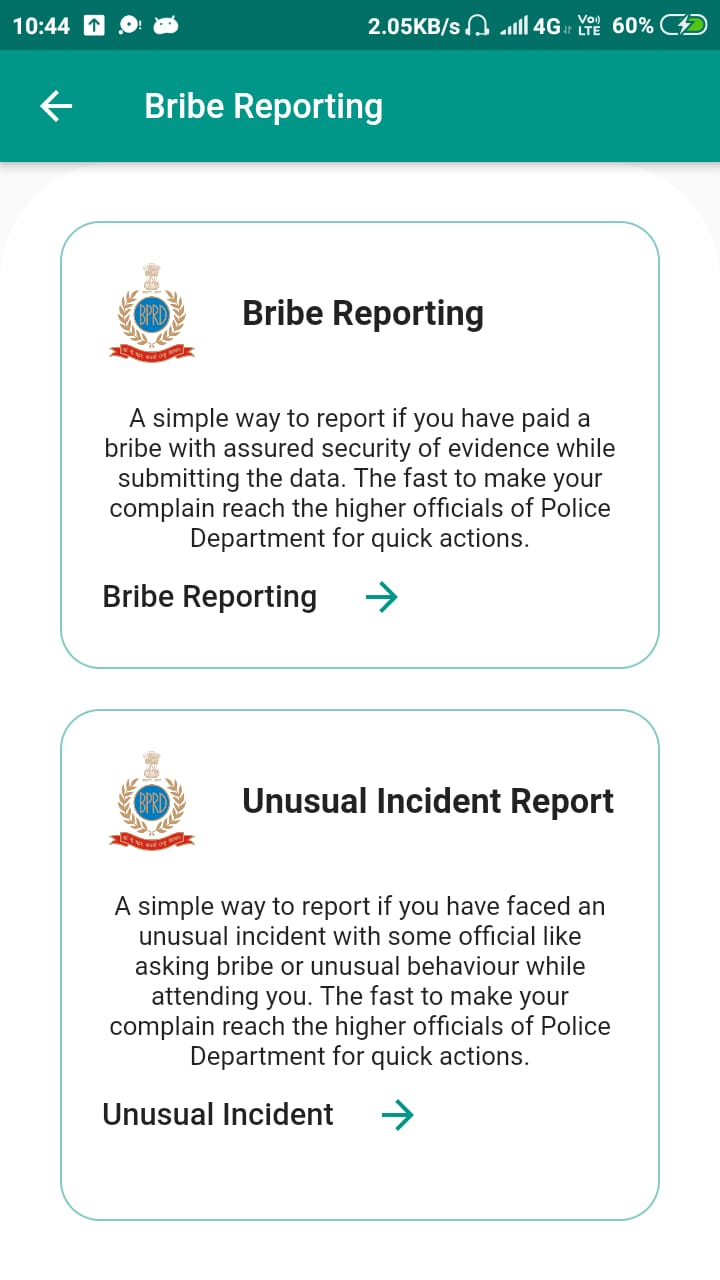 10:44 2.05KB/s 4G Vo) LTE 60%
Bribe Reporting
BPRD
Bribe Reporting
A simple way to report if you have paid a
bribe with assured security of evidence while
submitting the data. The fast to make your
complain reach the higher officials of Police
Department for quick actions.
Bribe Reporting
BPRD
Unusual Incident Report
A simple way to report if you have faced an
unusual incident with some official like
asking bribe or unusual behaviour while
attending you. The fast to make your
complain reach the higher officials of Police
Department for quick actions.
Unusual Incident